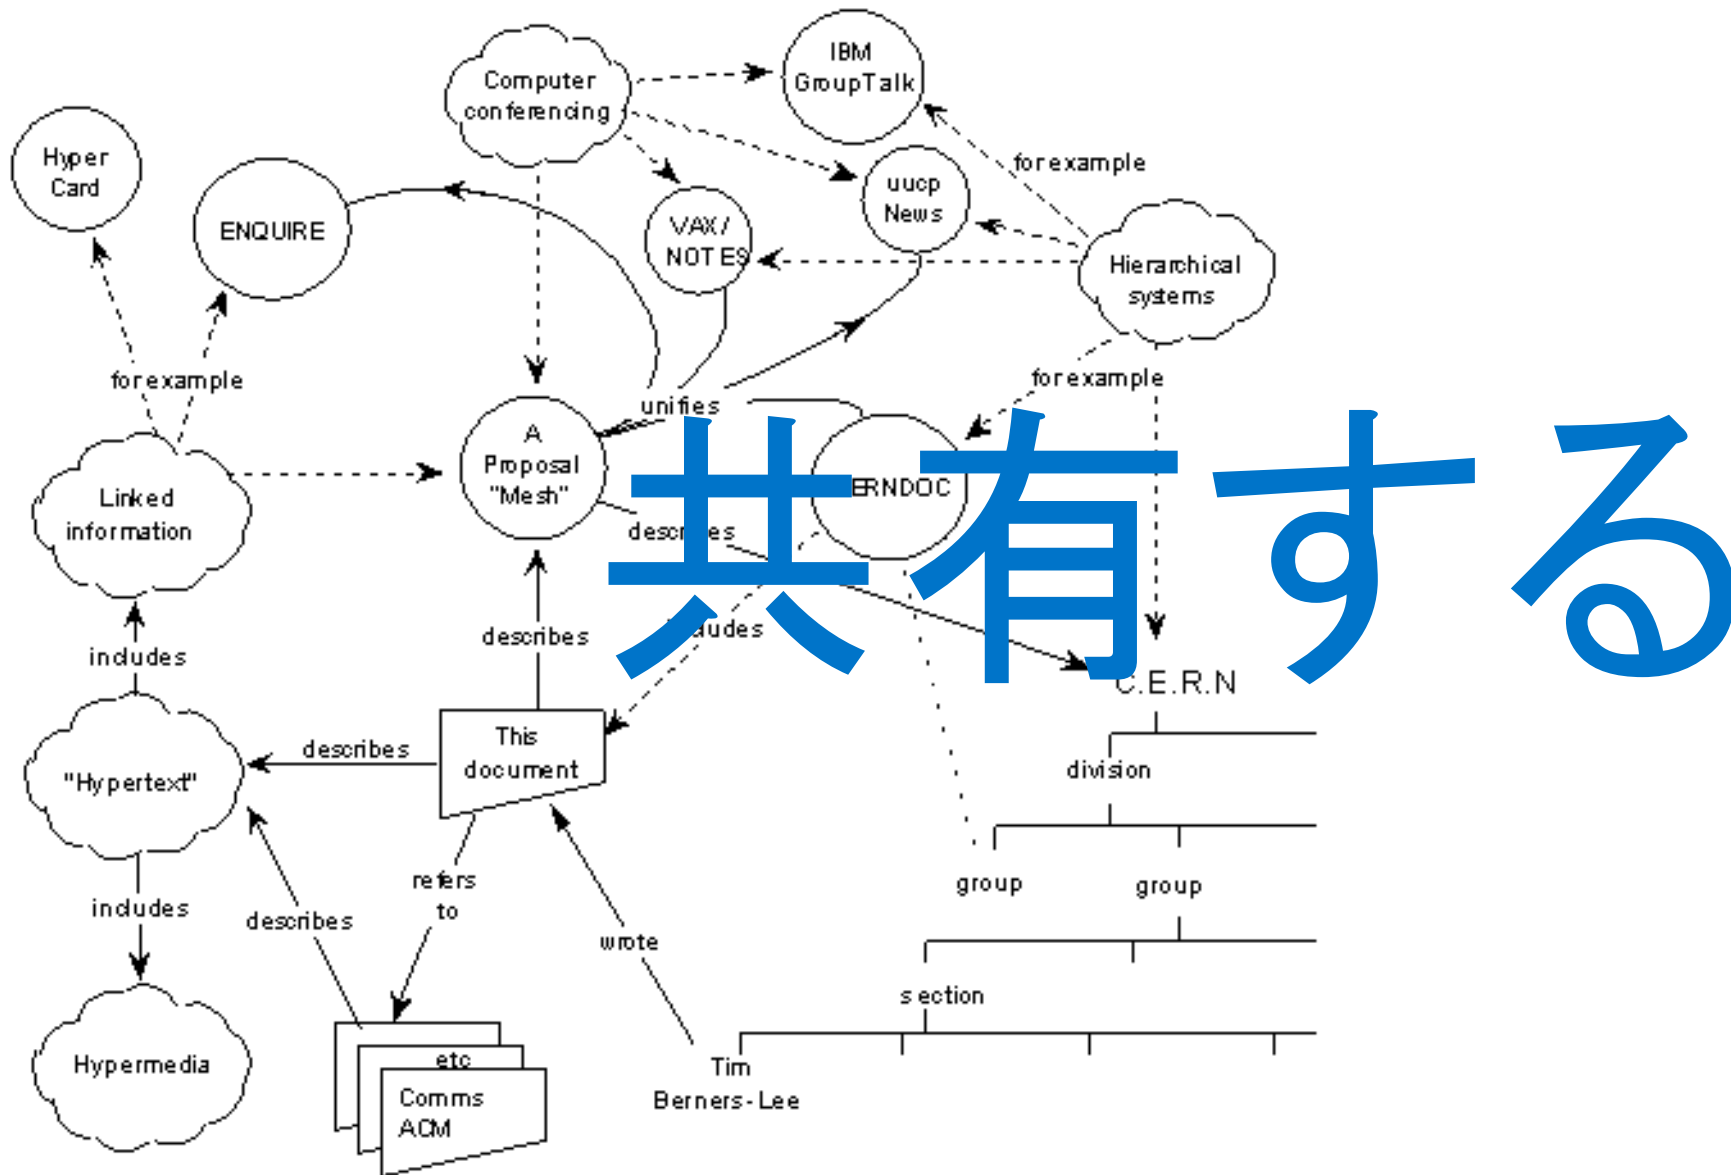 IBM
GroupTalk
Computer
conferencing
Hyper
Card
for example
uucp
News
ENQUIRE
VAX/
NOTES
Hierarchical
systems
for example
for example
unifies
A
Proposal
"Mesh"
ERNDOC
共有する
Linked
information
describes
describes
includes
includes
C.E.R.N
This
document
describes
"Hypertext"
division
refers
to
group
group
includes
describes
wrote
section
Hypermedia
etc
Tim
Berners-Lee
Comms
ACM